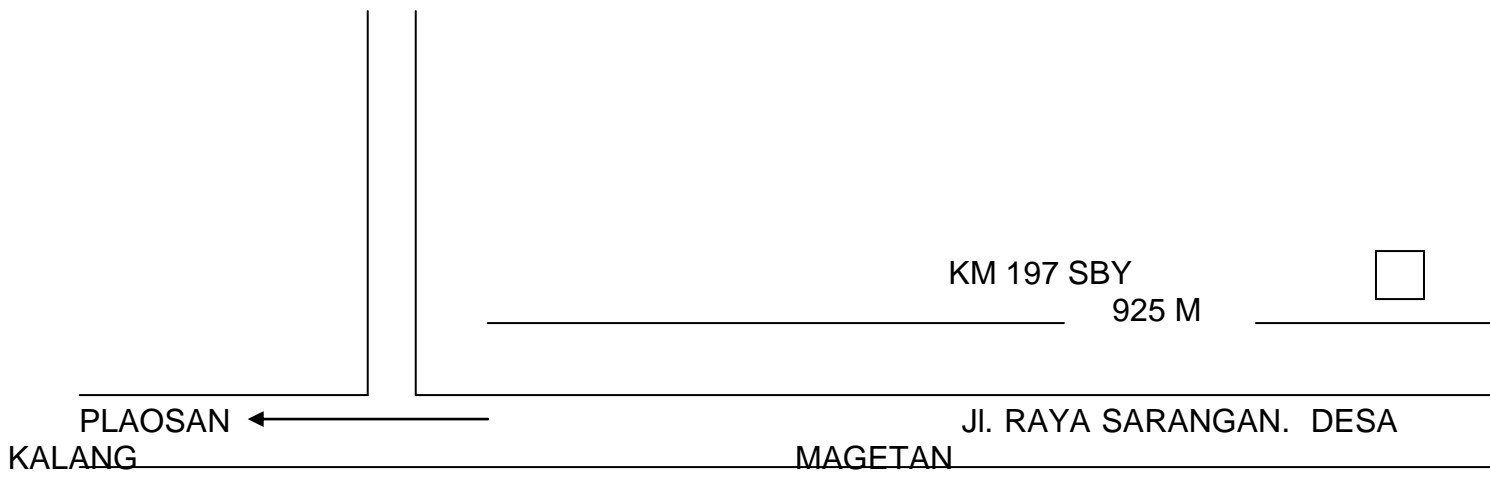 KM 197 SBY
925 M
PLAOSAN Jl. RAYA SARANGAN. DESA
KALANG MAGETAN